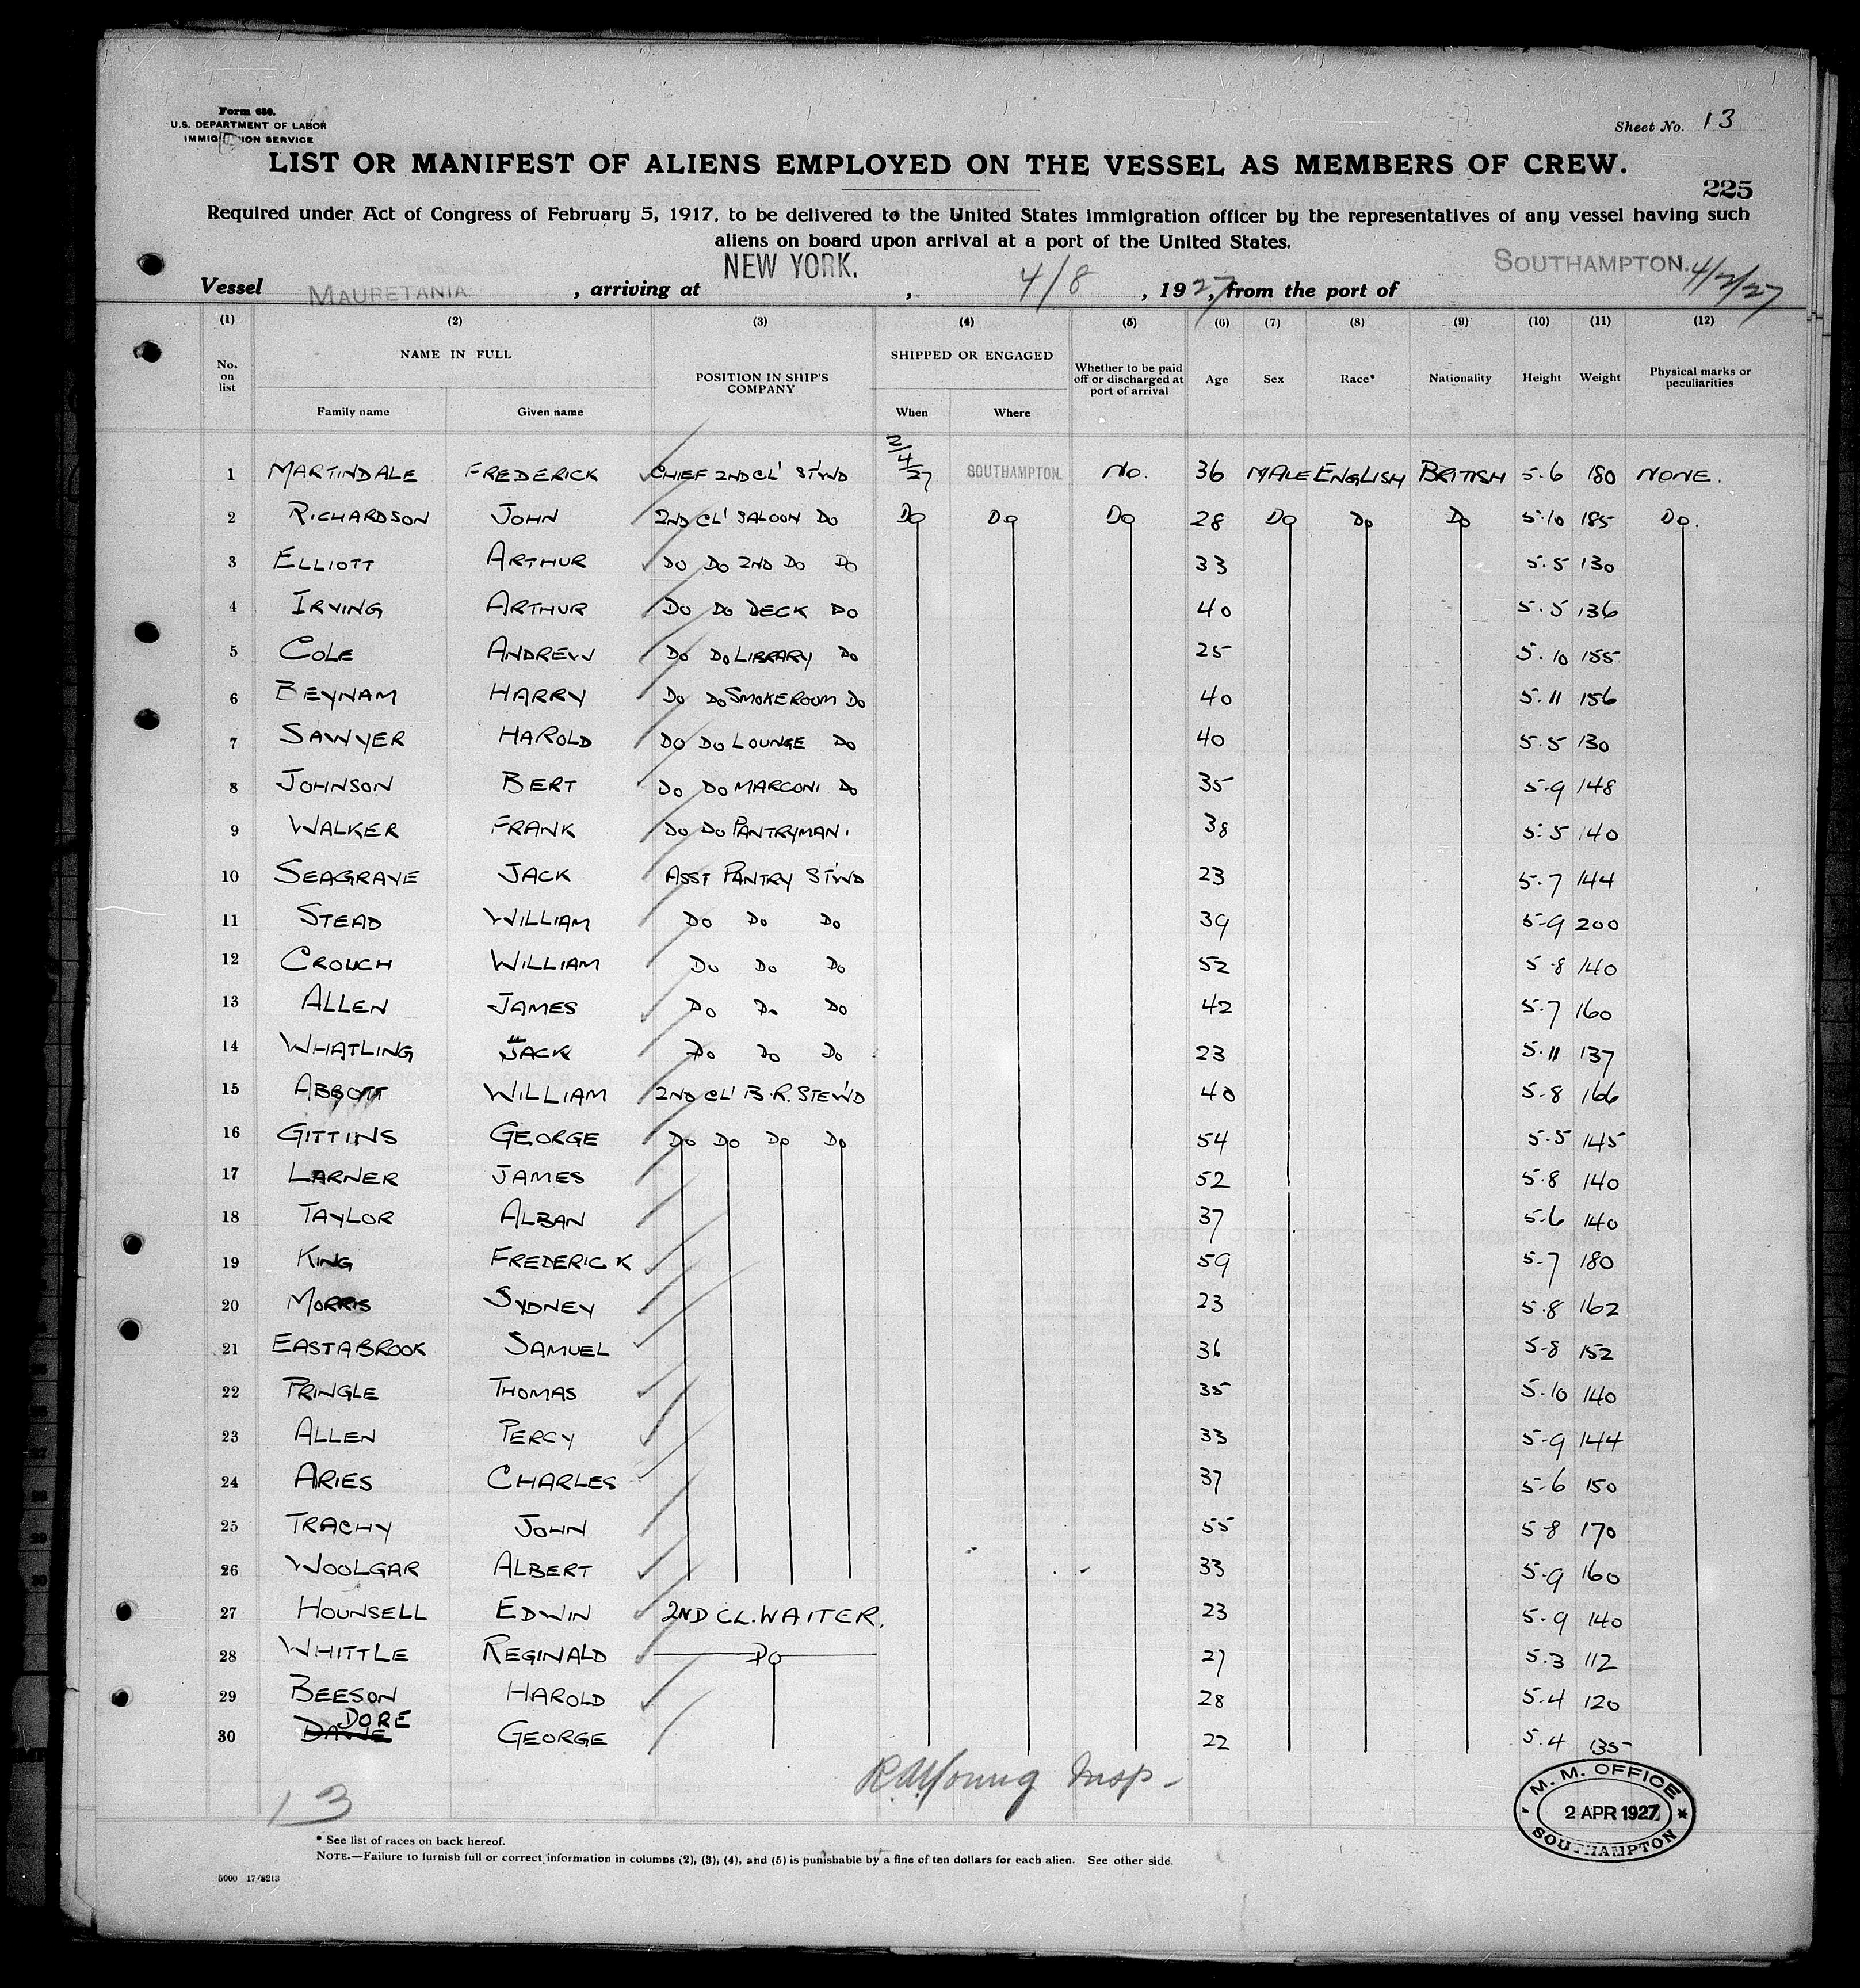 Form 680.
U.S. DEPARTMENT OF LABOR
IMMIGRATION SERVICE
Sheet No. 13
LIST OR MANIFEST OF ALIENS EMPLOYED ON THE VESSEL AS MEMBERS OF CREW.
225
Required under Act of Congress of February 5, 1917, to be delivered to the United States immigration officer by the representatives of any vessel having such
aliens on board upon arrival at a port of the United States.
Vessel MAURETANIA, arriving at NEW YORK., 4/8, 1927, from the port of SOUTHAMPTON. 4/2/27
(1) (2) (3) (4) (5) (6) (7) (8) (9) (10) (11) (12)
No. on list NAME IN FULL Family name Given name POSITION IN SHIP'S COMPANY SHIPPED OR ENGAGED When Where Whether to be paid off or discharged at port of arrival Age Sex Race* Nationality Height Weight Physical marks or peculiarities
1 MARTINDALE FREDERICK CHIEF 2ND CL' ST'WD 2/4/27 SOUTHAMPTON No. 36 MALE ENGLISH BRITISH 5.6 180 NONE.
2 RICHARDSON JOHN 2ND CL' SALOON DO DO DO DO 28 DO DO DO 5.10 185 DO.
3 ELLIOTT ARTHUR DO DO 2ND DO DO 33 5.5 130
4 IRVING ARTHUR DO DO DECK DO 40 5.5 136
5 COLE ANDREW DO DO LIBRARY DO 25 5.10 155
6 BEYNAM HARRY DO DO SMOKEROOM DO 40 5.11 156
7 SAWYER HAROLD DO DO LOUNGE DO 40 5.5 130
8 JOHNSON BERT DO DO MARCONI DO 35 5-9 148
9 WALKER FRANK DO DO PANTRYMAN. 38 5.5 140
10 SEAGRAVE JACK ASST PANTRY ST'WD 23 5.7 144
11 STEAD WILLIAM DO DO DO 39 5-9 200
12 CROUCH WILLIAM DO DO DO 52 5.8 140
13 ALLEN JAMES DO DO DO 42 5.7 160
14 WHATLING JACK DO DO DO 23 5.11 137
15 ABBOTT WILLIAM 2ND CL' B.R. STE'WD 40 5-8 166
16 GITTINS GEORGE DO DO DO DO 54 5.5 145
17 LARNER JAMES 52 5.8 140
18 TAYLOR ALBAN 37 5-6 140
19 KING FREDERICK 59 5-7 180
20 MORRIS SYDNEY 23 5.8 162
21 EASTABROOK SAMUEL 36 5-8 152
22 PRINGLE THOMAS 35 5.10 140
23 ALLEN PERCY 33 5-9 144
24 ARIES CHARLES 37 5-6 150
25 TRACHY JOHN 55 5-8 170
26 WOOLGAR ALBERT 33 5-9 160
27 HOUNSELL EDWIN 2ND CL. WAITER. 23 5.9 140
28 WHITTLE REGINALD DO 27 5.3 112
29 BEESON HAROLD 28 5.4 120
DORE
30 GEORGE 22 5.4 135
13
Young Insp-
M. M. OFFICE
2 APR 1927
SOUTHAMPTON
* See list of races on back hereof.
NOTE.—Failure to furnish full or correct information in columns (2), (3), (4), and (5) is punishable by a fine of ten dollars for each alien. See other side.
5000 17/8213